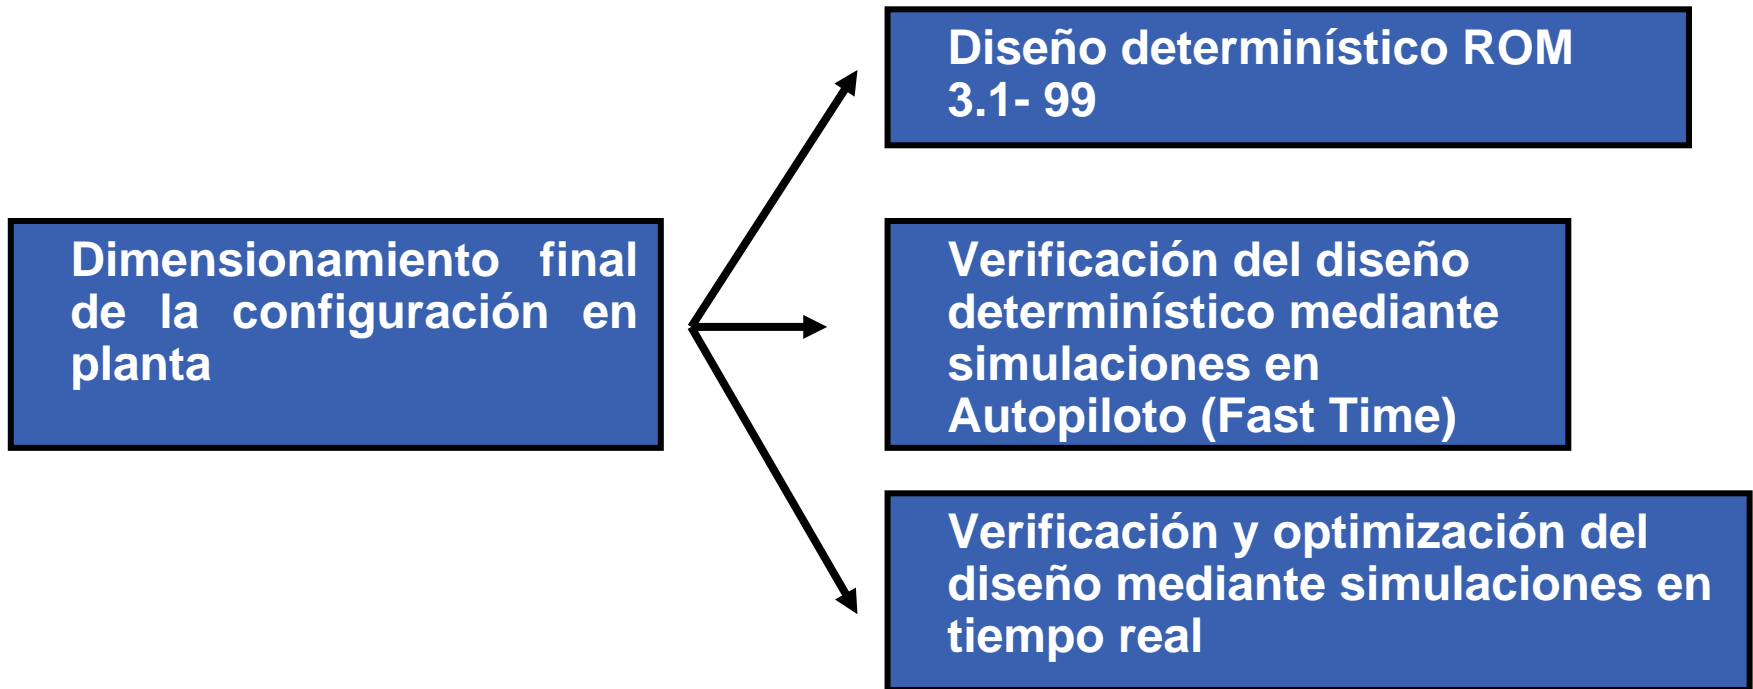 Diseño determinístico ROM
3.1- 99
Dimensionamiento final
de la configuración en
planta
Verificación del diseño
determinístico mediante
simulaciones en
Autopiloto (Fast Time)
Verificación y optimización del
diseño mediante simulaciones en
tiempo real